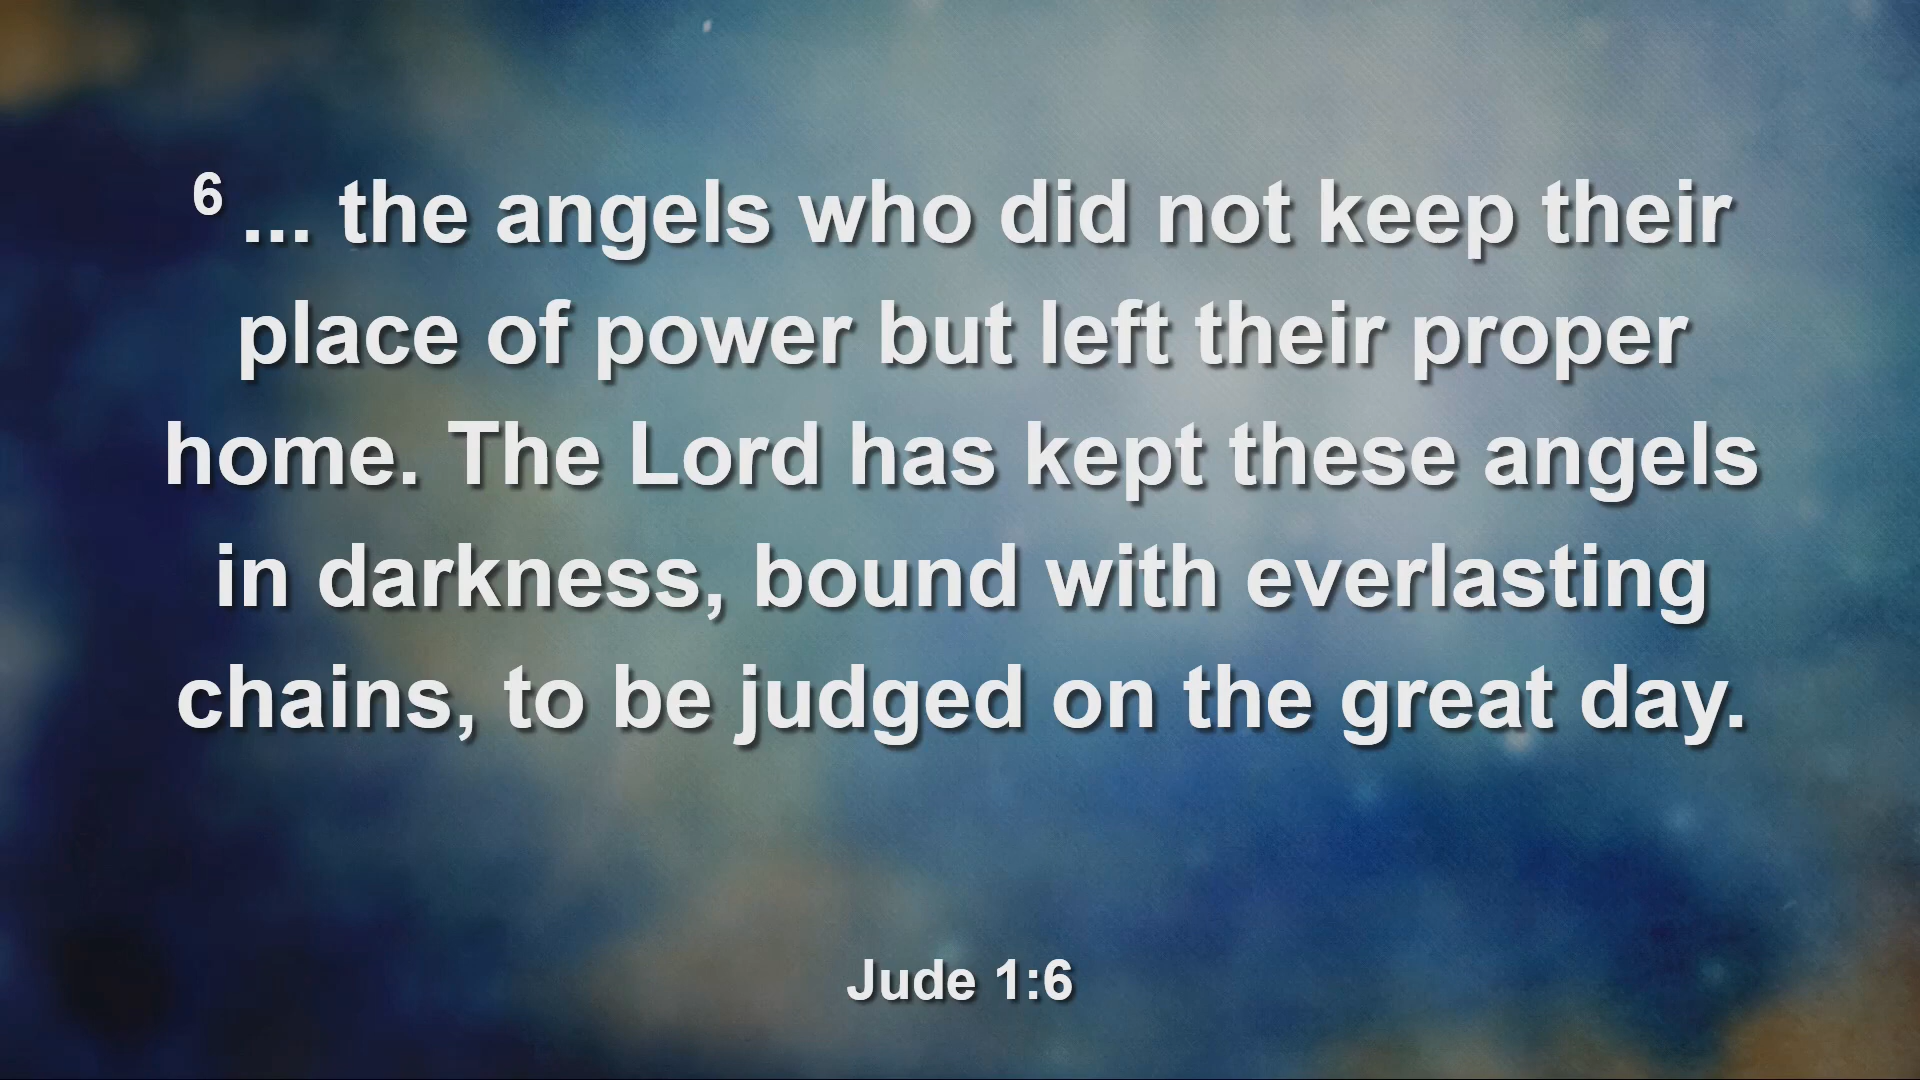 6 ... the angels who did not keep their
place of power but left their proper
home. The Lord has kept these angels
in darkness, bound with everlasting
chains, to be judged on the great day.
Jude 1:6